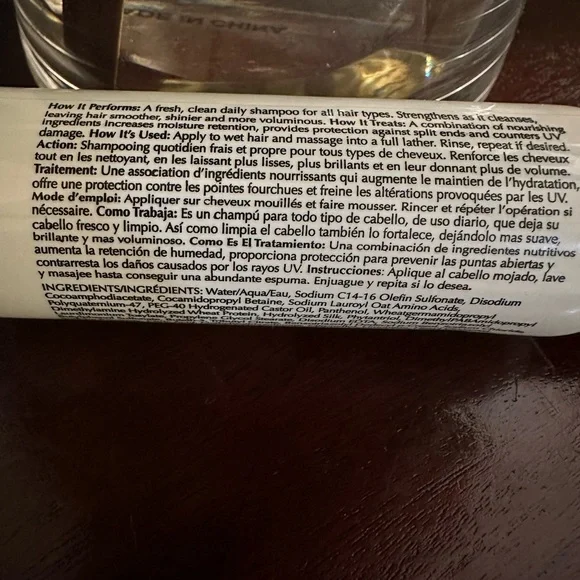 MADE IN CHINA
How It Performs: A fresh, clean daily shampoo for all hair types. Strengthens as it cleanses,
leaving hair smoother, shinier and more voluminous. How It Treats: A combination of nourishing
ingredients increases moisture retention, provides protection against split ends and counters UV
damage. How It's Used: Apply to wet hair and massage into a full lather. Rinse, repeat if desired.
Action: Shampooing quotidien frais et propre pour tous types de cheveux. Renforce les cheveux
tout en les nettoyant, en les laissant plus lisses, plus brillants et en leur donnant plus de volume.
Traitement: Une association d'ingrédients nourrissants qui augmente le maintien de l'hydratation,
offre une protection contre les pointes fourchues et freine les altérations provoquées par les UV.
Mode d'emploi: Appliquer sur cheveux mouillés et faire mousser. Rincer et répéter l'opération si
nécessaire. Como Trabaja: Es un champú para todo tipo de cabello, de uso diario, que deja su
cabello fresco y limpio. Así como limpia el cabello también lo fortalece, dejándolo mas suave,
brillante y mas voluminoso. Como Es El Tratamiento: Una combinación de ingredientes nutritivos
aumenta la retención de humedad, proporciona protección para prevenir las puntas abiertas y
contrarresta los daños causados por los rayos UV. Instrucciones: Aplique al cabello mojado, lave
y masajee hasta conseguir una abundante espuma. Enjuague y repita si lo desea.
INGREDIENTS/INGRÉDIENTS: Water/Aqua/Eau, Sodium C14-16 Olefin Sulfonate, Disodium
Cocoamphodiacetate, Cocamidopropyl Betaine, Sodium Lauroyl Oat Amino Acids,
Polyquaternium-47, PEG-40 Hydrogenated Castor Oil, Panthenol, Wheatgermamidopropyl
Dimethylamine Hydrolyzed Wheat Protein, Hydrolyzed Silk, Phytantriol, DimethylPABAmidopropyl
Propylene Glycol Disodium EDTA, Sodium